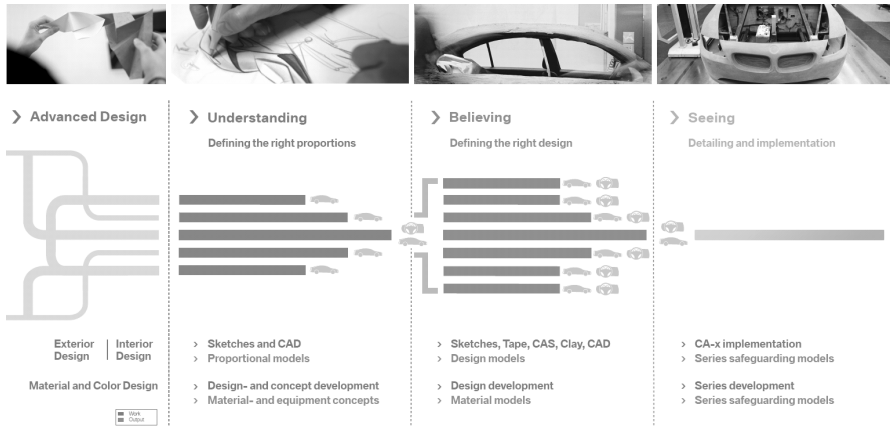 Advanced Design
Understanding
Defining the right proportions
Believing
Defining the right design
Seeing
Detailing and implementation
Exterior
Design
Interior
Design
Material and Color Design
Work
Output
Sketches and CAD
Proportional models
Design- and concept development
Material- and equipment concepts
Sketches, Tape, CAS, Clay, CAD
Design models
Design development
Material models
CA-x implementation
Series safeguarding models
Series development
Series safeguarding models